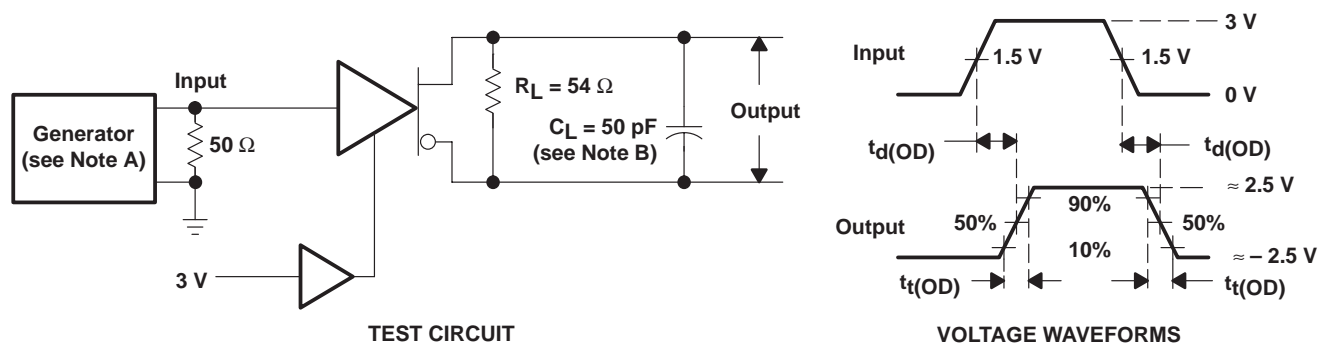 Generator
(see Note A)
Input
50 Ω
3 V
RL = 54 Ω
CL = 50 pF
(see Note B)
Output
TEST CIRCUIT
Input
1.5 V
1.5 V
3 V
0 V
td(OD)
td(OD)
Output
50%
90%
10%
50%
≈ 2.5 V
≈ – 2.5 V
tt(OD)
tt(OD)
VOLTAGE WAVEFORMS